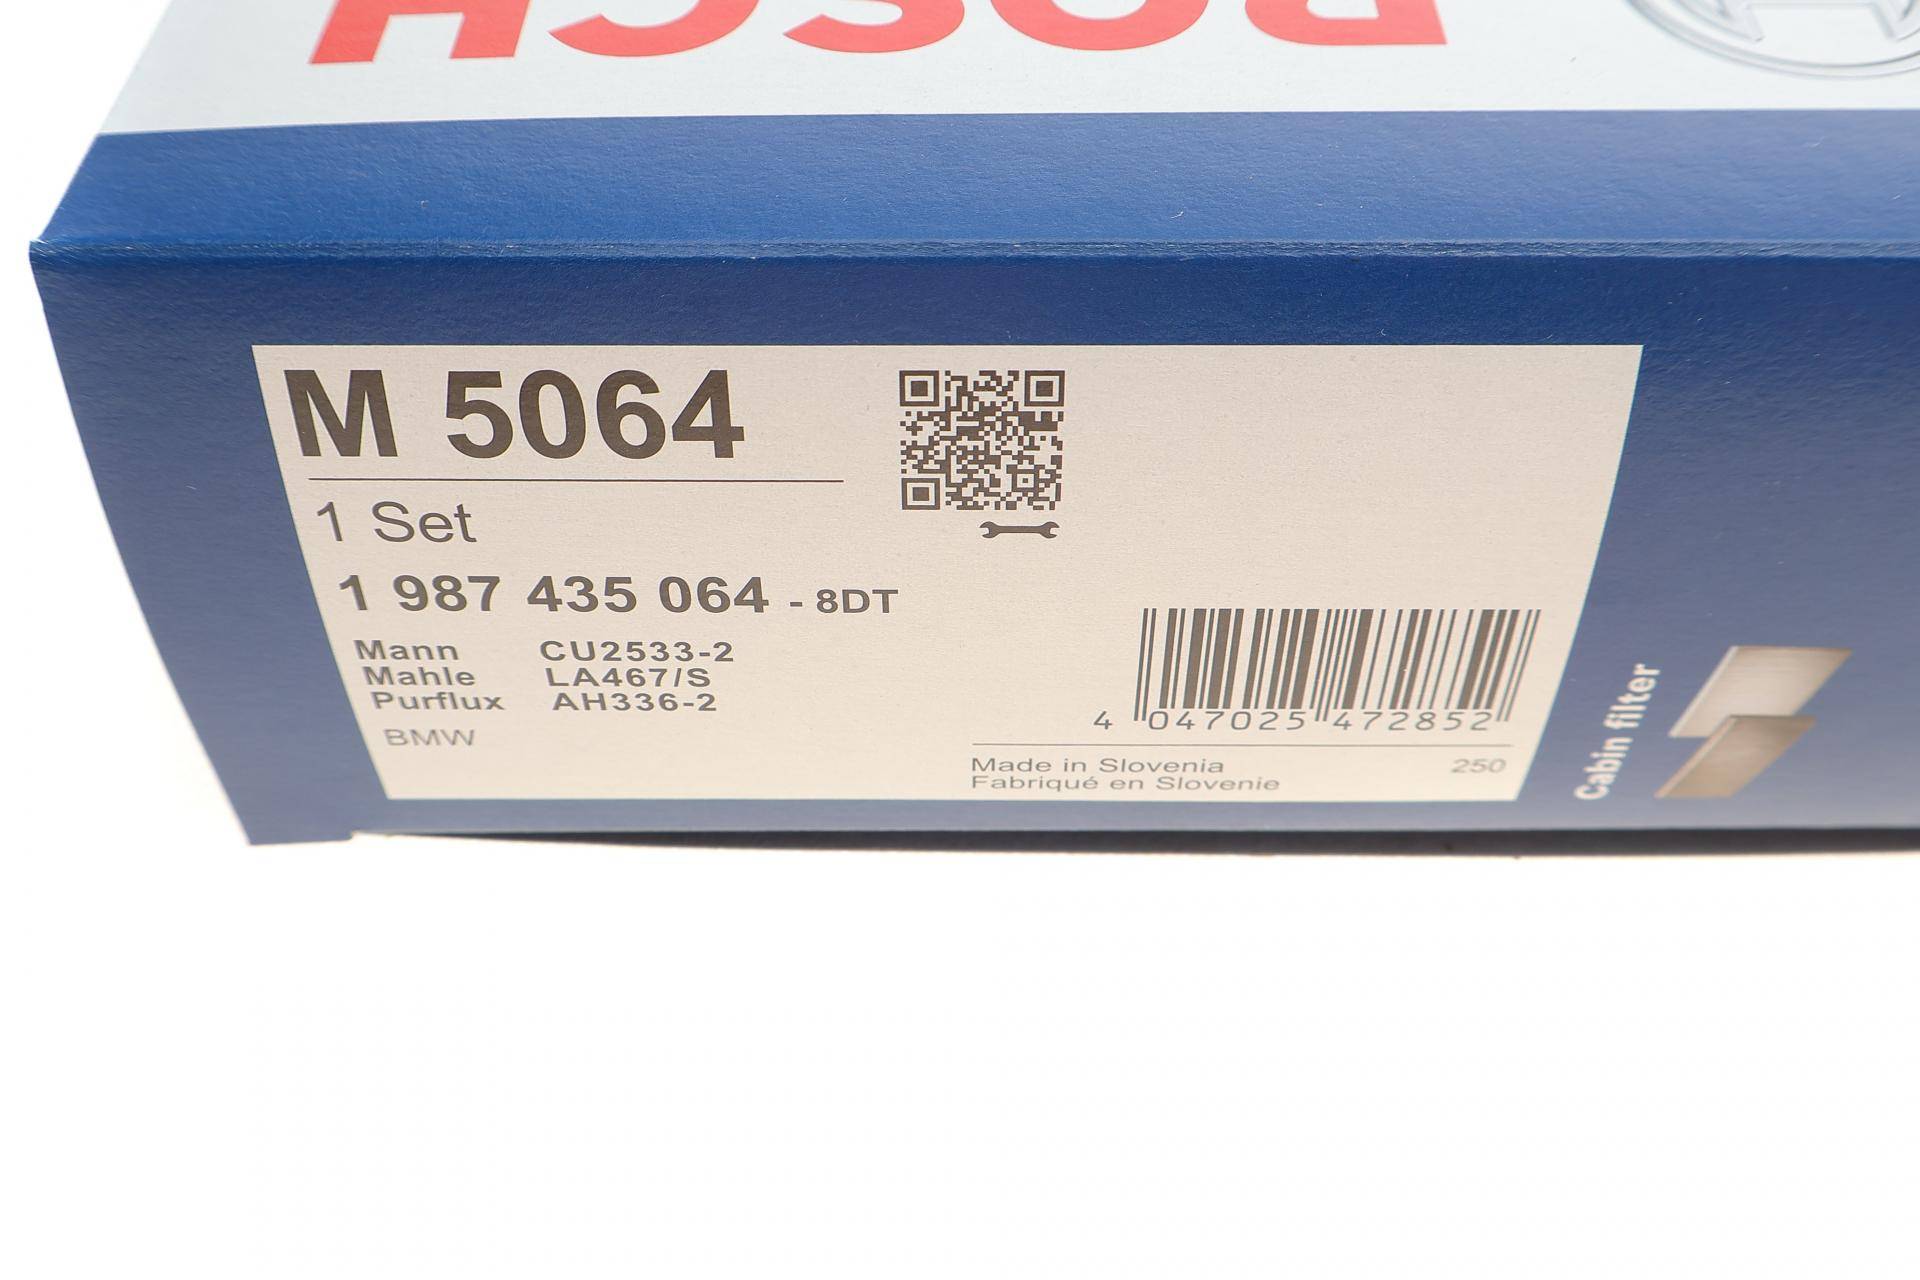 BOSCH
M 5064
1 Set
1 987 435 064 - 8DT
Mann CU2533-2
Mahle LA467/S
Purflux AH336-2
BMW
4 047025 472852
Made in Slovenia 250
Fabriqué en Slovenie
Cabin filter